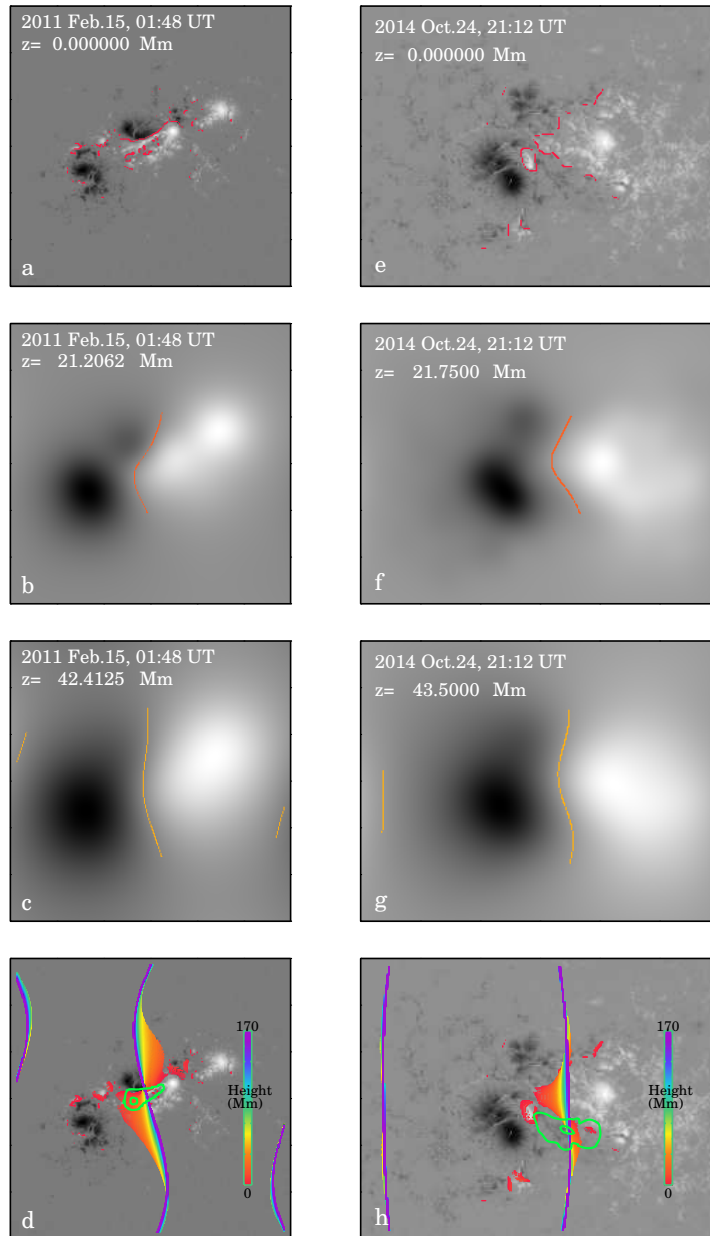 2011 Feb.15, 01:48 UT
z= 0.000000 Mm
a
2014 Oct.24, 21:12 UT
z= 0.000000 Mm
e
2011 Feb.15, 01:48 UT
z= 21.2062 Mm
b
2014 Oct.24, 21:12 UT
z= 21.7500 Mm
f
2011 Feb.15, 01:48 UT
z= 42.4125 Mm
c
2014 Oct.24, 21:12 UT
z= 43.5000 Mm
g
170
Height
(Mm)
0
d
170
Height
(Mm)
0
h